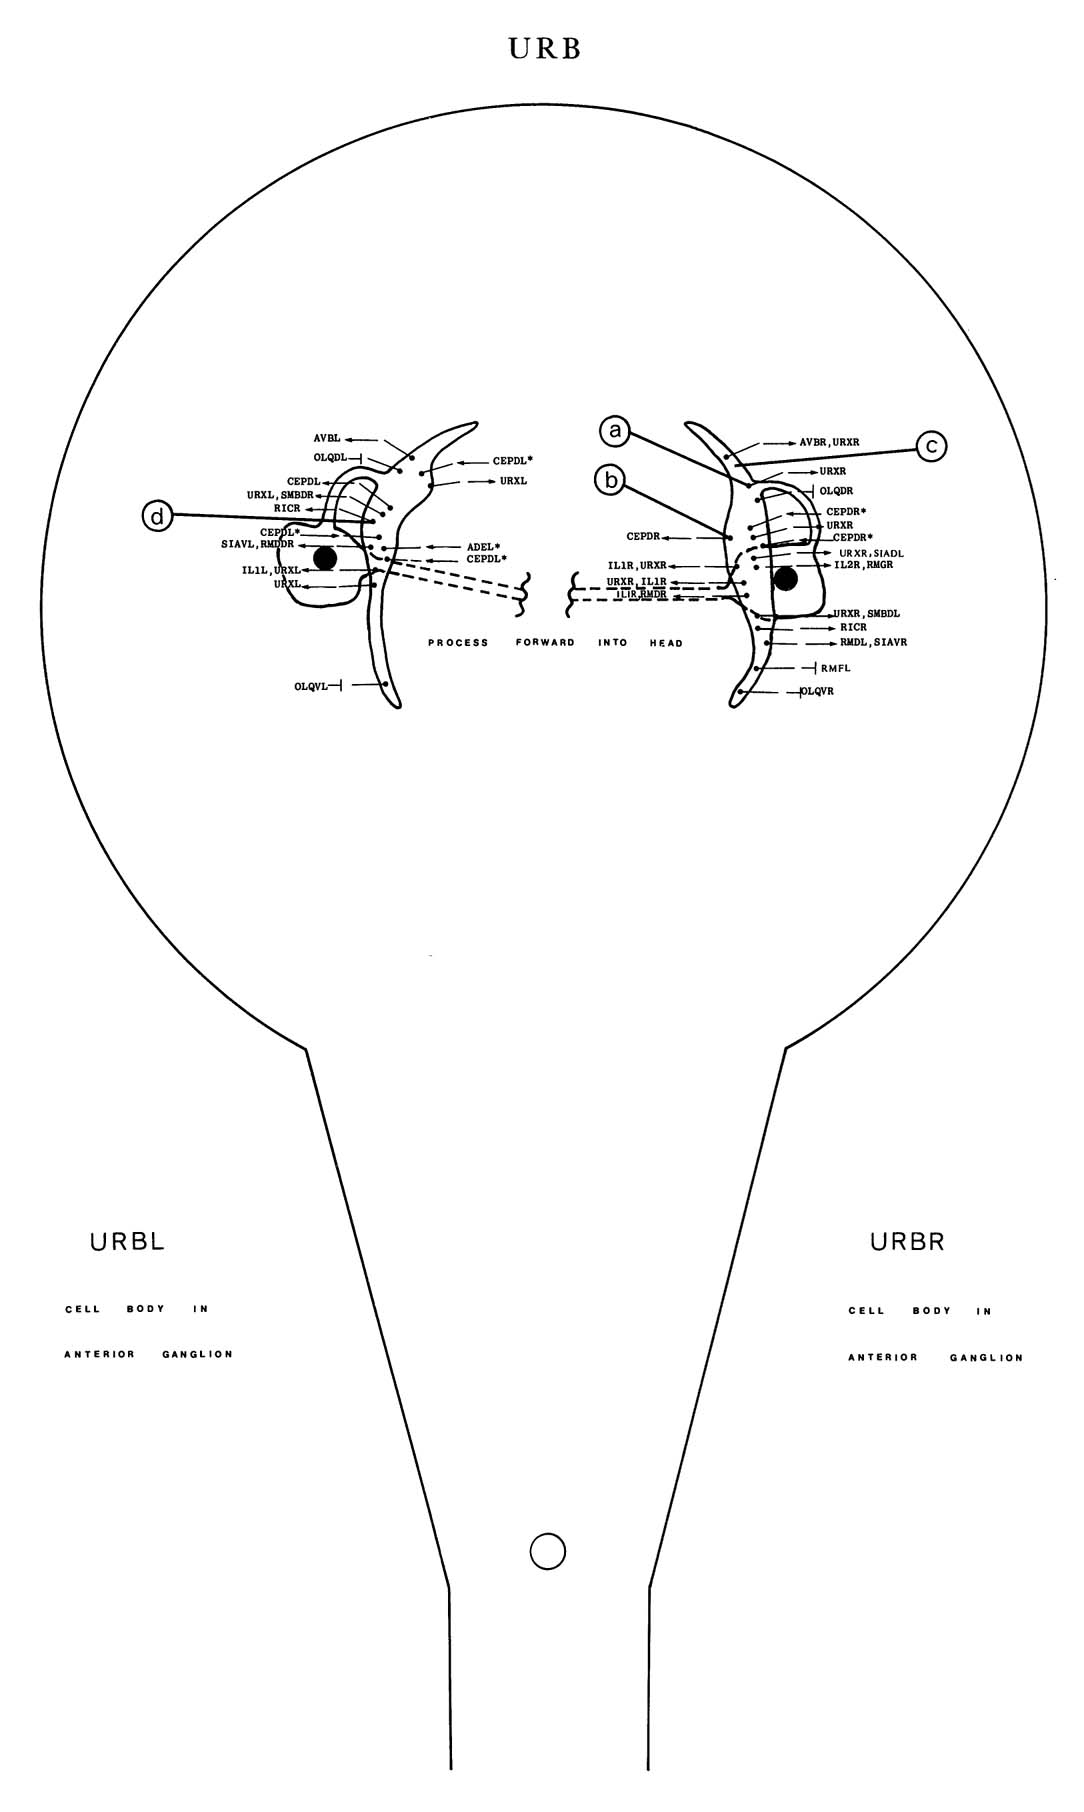 URB
a
b
c
d
AVBL
OLQDL
CEPDL
URXL,SMBDR
RICR
CEPDL*
SIAVL,RMDDR
IL1L,URXL
URXL
OLQVL
CEPDL*
URXL
ADEL*
CEPDL*
CEPDR
IL1R,URXR
URXR,IL1R
IL1R,RMDR
AVBR,URXR
URXR
OLQDR
CEPDR*
URXR
CEPDR*
URXR,SIADL
IL2R,RMGR
URXR,SMBDL
RICR
RMDL,SIAVR
RMFL
OLQVR
PROCESS FORWARD INTO HEAD
URBL
CELL BODY IN
ANTERIOR GANGLION
URBR
CELL BODY IN
ANTERIOR GANGLION